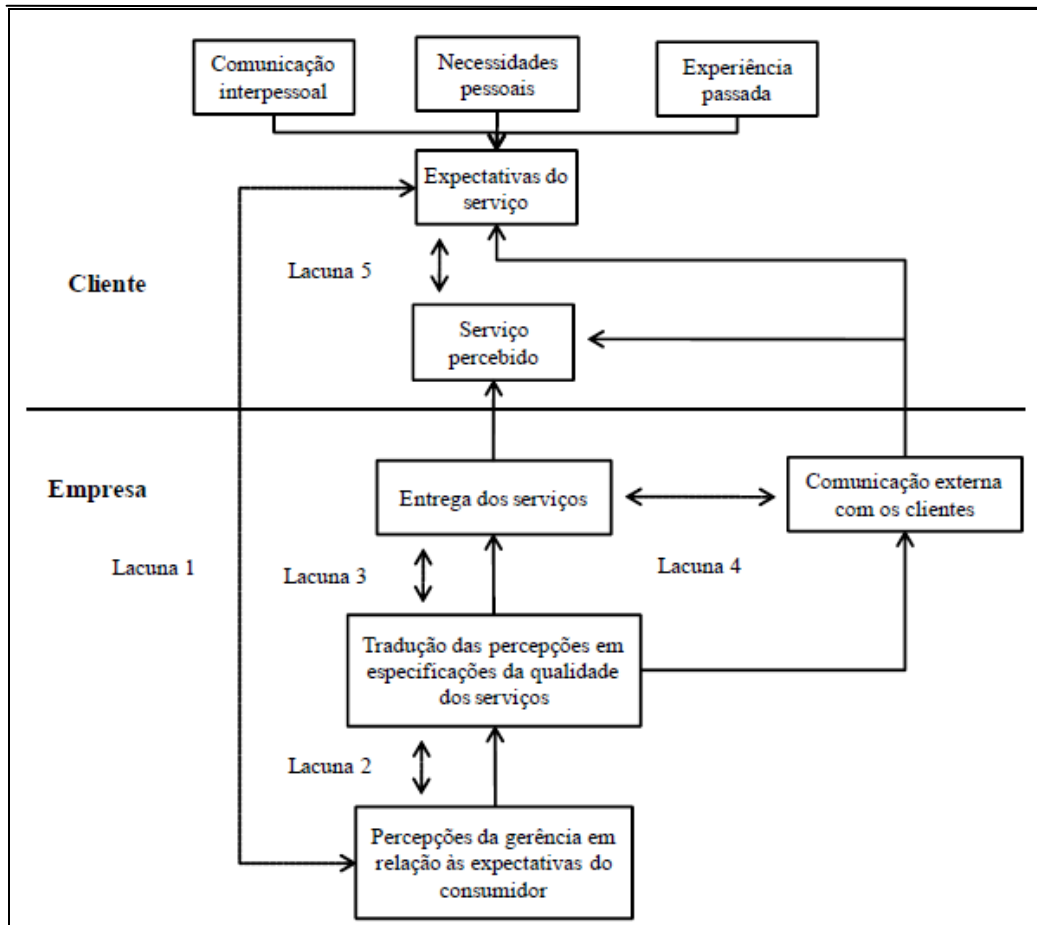 Comunicação
interpessoal
Necessidades
pessoais
Experiência
passada
Expectativas do
serviço
Lacuna 5
Cliente
Serviço
percebido
Empresa
Entrega dos serviços
Comunicação externa
com os clientes
Lacuna 1
Lacuna 3
Lacuna 4
Tradução das percepções em
especificações da qualidade
dos serviços
Lacuna 2
Percepções da gerência em
relação às expectativas do
consumidor